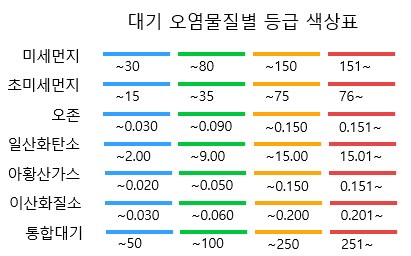 대기 오염물질별 등급 색상표
미세먼지 ~30 ~80 ~150 151~
초미세먼지 ~15 ~35 ~75 76~
오존 ~0.030 ~0.090 ~0.150 0.151~
일산화탄소 ~2.00 ~9.00 ~15.00 15.01~
아황산가스 ~0.020 ~0.050 ~0.150 0.151~
이산화질소 ~0.030 ~0.060 ~0.200 0.201~
통합대기 ~50 ~100 ~250 251~